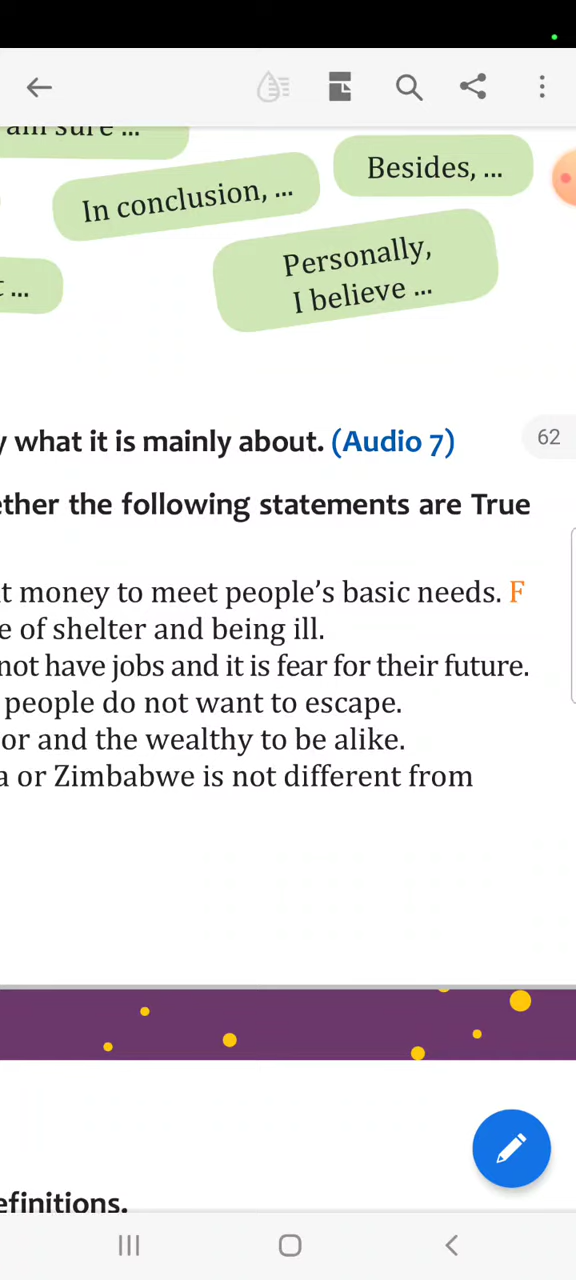 am sure ...
Besides, ...
In conclusion, ...
Personally,
I believe ...
...
what it is mainly about. (Audio 7)
62
the following statements are True
money to meet people's basic needs. F
of shelter and being ill.
not have jobs and it is fear for their future.
people do not want to escape.
or and the wealthy to be alike.
a or Zimbabwe is not different from
efinitions.